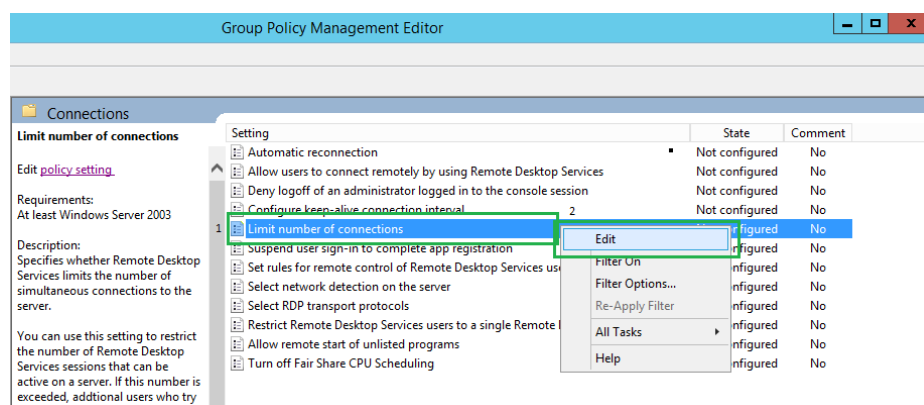 Group Policy Management Editor
Connections
Limit number of connections
Edit policy setting
Requirements:
At least Windows Server 2003
Description:
Specifies whether Remote Desktop
Services limits the number of
simultaneous connections to the
server.
You can use this setting to restrict
the number of Remote Desktop
Services sessions that can be
active on a server. If this number is
exceeded, addtional users who try
Setting State Comment
Automatic reconnection Not configured No
Allow users to connect remotely by using Remote Desktop Services Not configured No
Deny logoff of an administrator logged in to the console session Not configured No
Configure keep-alive connection interval 2 Not configured No
1 Limit number of connections nfigured No
Suspend user sign-in to complete app registration nfigured No
Set rules for remote control of Remote Desktop Services use nfigured No
Select network detection on the server nfigured No
Select RDP transport protocols nfigured No
Restrict Remote Desktop Services users to a single Remote nfigured No
Allow remote start of unlisted programs nfigured No
Turn off Fair Share CPU Scheduling nfigured No
Edit
Filter On
Filter Options...
Re-Apply Filter
All Tasks
Help